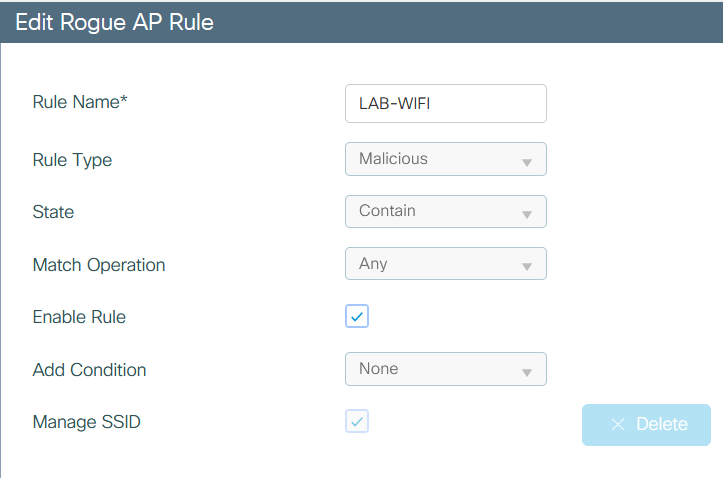 Edit Rogue AP Rule
Rule Name* LAB-WIFI
Rule Type Malicious
State Contain
Match Operation Any
Enable Rule
Add Condition None
Manage SSID Delete